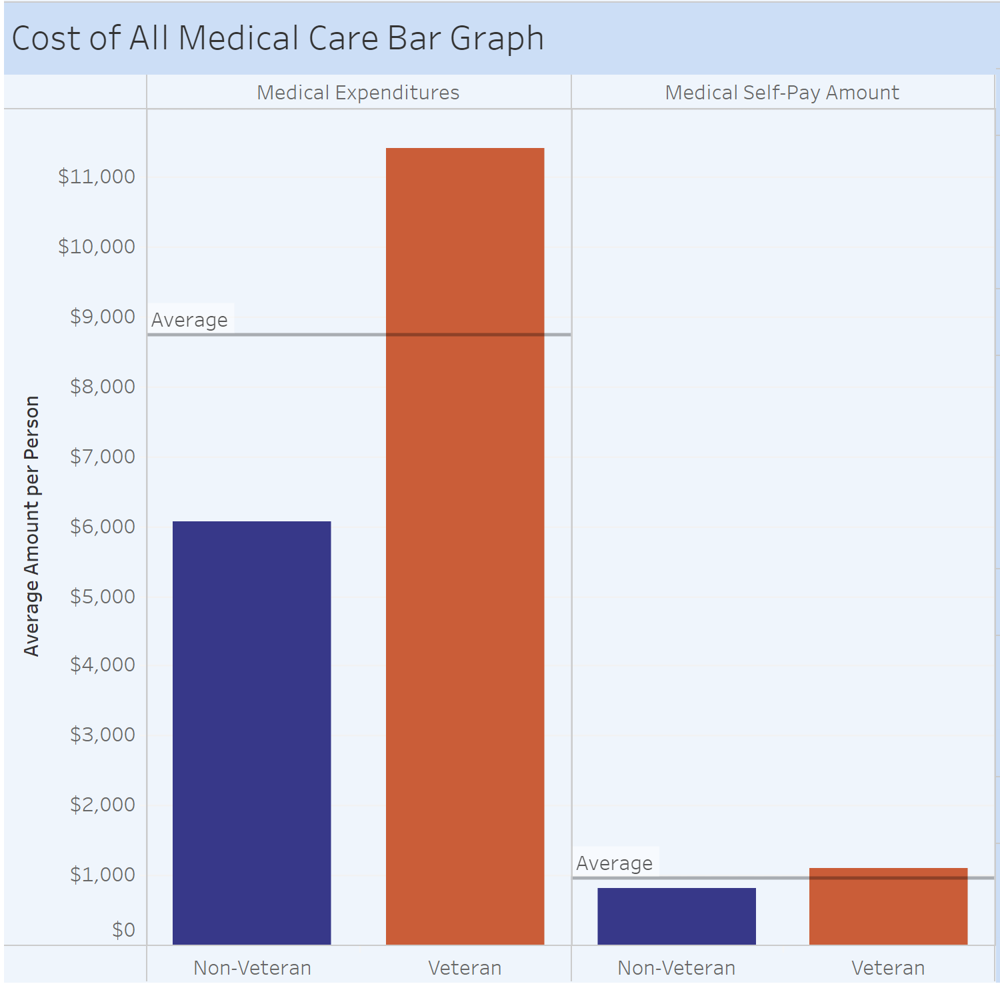 Cost of All Medical Care Bar Graph
Medical Expenditures
Medical Self-Pay Amount
Average Amount per Person
$11,000
$10,000
$9,000
$8,000
$7,000
$6,000
$5,000
$4,000
$3,000
$2,000
$1,000
$0
Average
Average
Non-Veteran
Veteran
Non-Veteran
Veteran